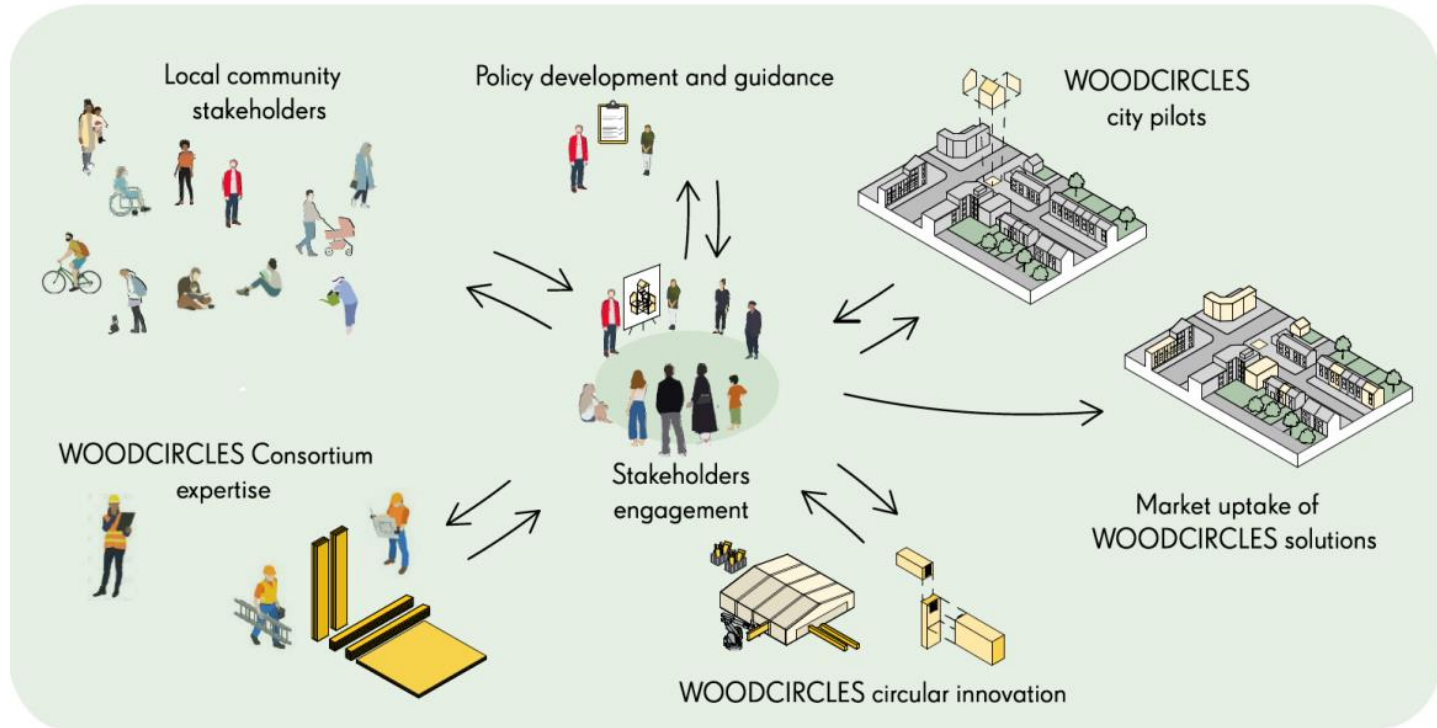 Local community
stakeholders
Policy development and guidance
WOODCIRCLES
city pilots
WOODCIRCLES Consortium
expertise
Stakeholders
engagement
Market uptake of
WOODCIRCLES solutions
WOODCIRCLES circular innovation